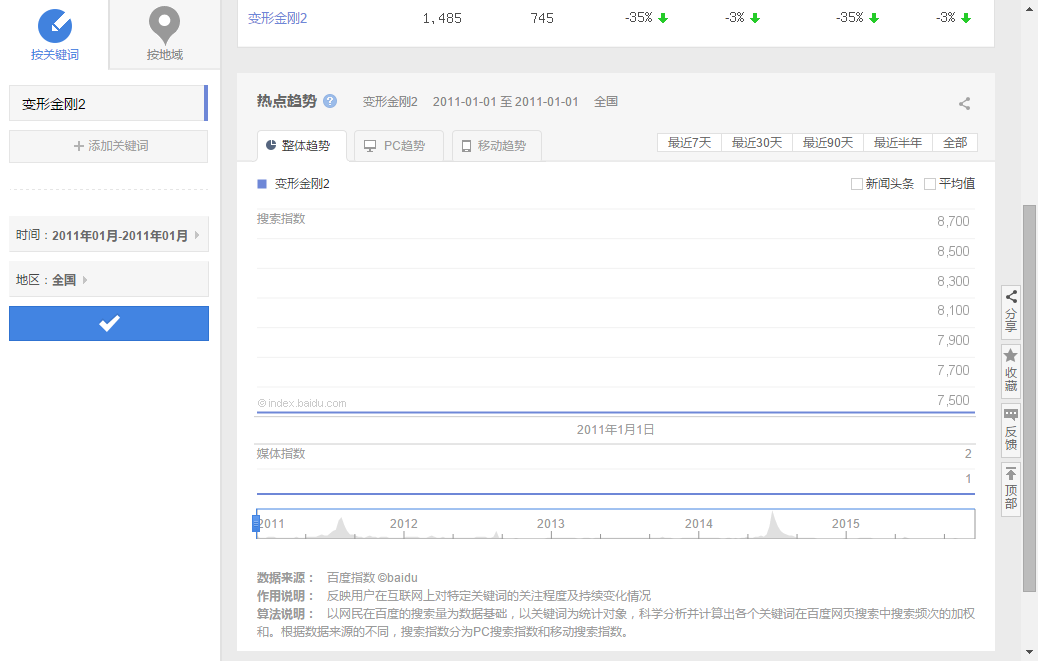 按关键词
按地域
变形金刚2
+ 添加关键词
时间：2011年01月-2011年01月
地区：全国
变形金刚2 1,485 745 -35% -3% -35% -3%
热点趋势 ? 变形金刚2 2011-01-01 至 2011-01-01 全国
整体趋势 PC趋势 移动趋势 最近7天 最近30天 最近90天 最近半年 全部
变形金刚2 新闻头条 平均值
搜索指数
8,700
8,500
8,300
8,100
7,900
7,700
7,500
©index.baidu.com
2011年1月1日
媒体指数 2
1
2011 2012 2013 2014 2015
数据来源： 百度指数 ©baidu
作用说明： 反映用户在互联网上对特定关键词的关注程度及持续变化情况
算法说明： 以网民在百度的搜索量为数据基础，以关键词为统计对象，科学分析并计算出各个关键词在百度网页搜索中搜索频次的加权
和。根据数据来源的不同，搜索指数分为PC搜索指数和移动搜索指数。
分享
收藏
反馈
顶部